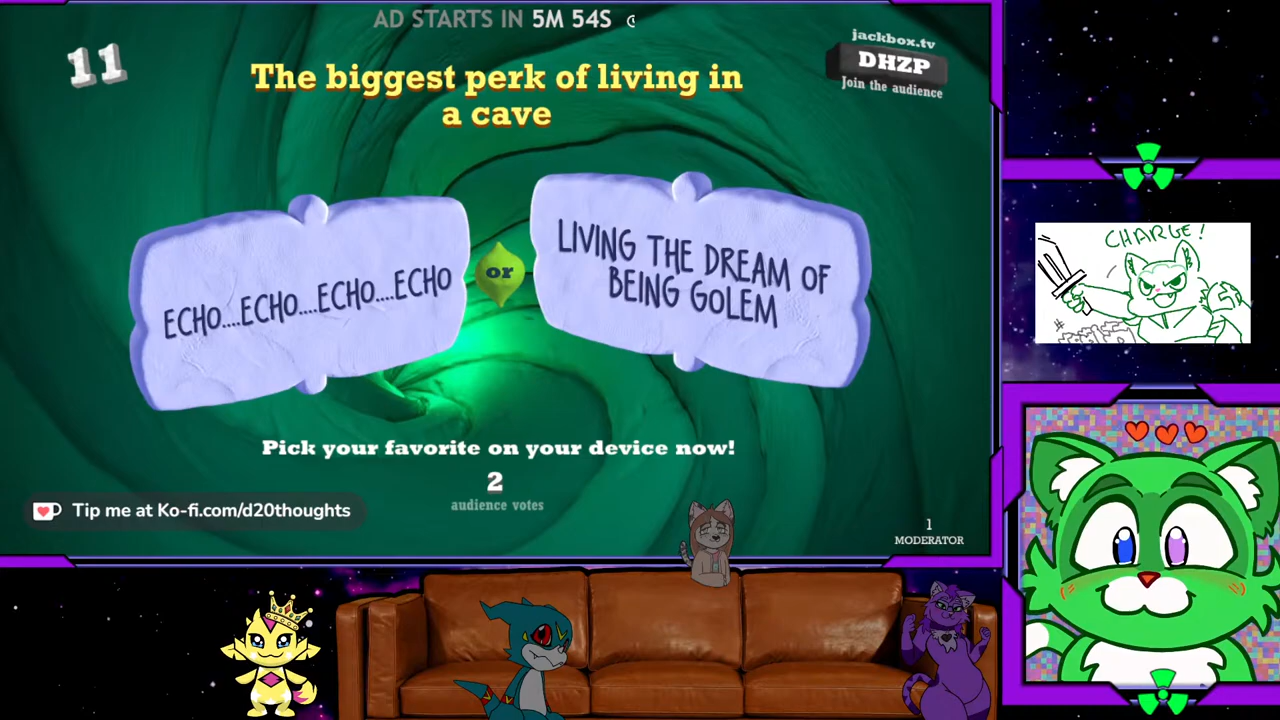 AD STARTS IN 5M 54S
11
jackbox.tv
DHZP
Join the audience
The biggest perk of living in
a cave
ECHO....ECHO....ECHO....ECHO
or
LIVING THE DREAM OF
BEING GOLEM
CHARGE!
Pick your favorite on your device now!
2
audience votes
Tip me at Ko-fi.com/d20thoughts
1
MODERATOR